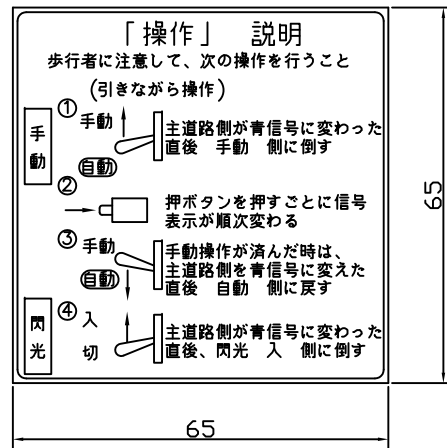 「操作」 説明
歩行者に注意して、次の操作を行うこと
(引きながら操作)
手動
①
手動
自動
主道路側が青信号に変わった
直後 手動 側に倒す
②
押ボタンを押すごとに信号
表示が順次変わる
③
手動
自動
手動操作が済んだ時は、
主道路側を青信号に変えた
直後 自動 側に戻す
閃光
④
入
切
主道路側が青信号に変わった
直後、閃光 入 側に倒す
65
65